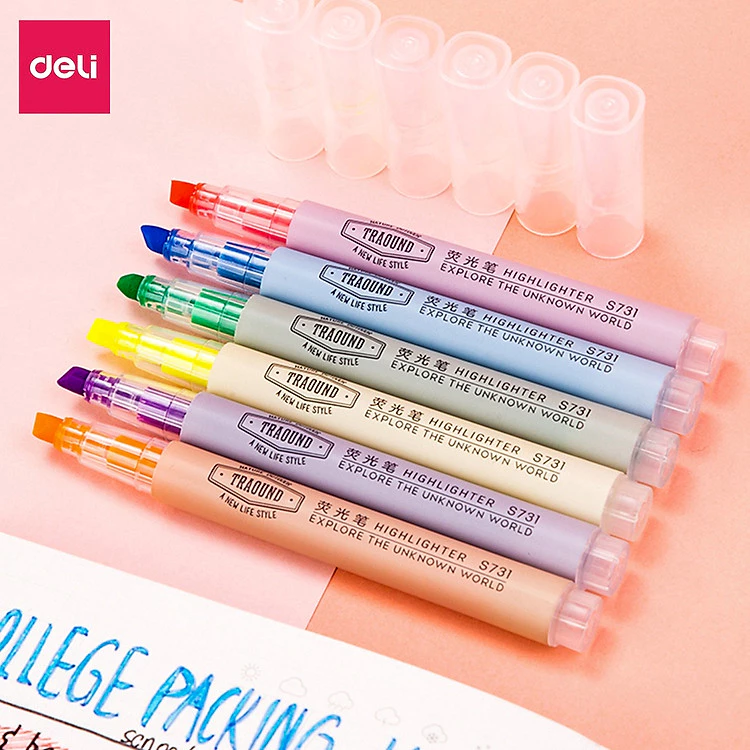 deli
TRAOUND
A NEW LIFE STYLE
荧光笔 HIGHLIGHTER S731
EXPLORE THE UNKNOWN WORLD
TRAOUND
A NEW LIFE STYLE
荧光笔 HIGHLIGHTER S731
EXPLORE THE UNKNOWN WORLD
TRAOUND
A NEW LIFE STYLE
荧光笔 HIGHLIGHTER S731
EXPLORE THE UNKNOWN WORLD
TRAOUND
A NEW LIFE STYLE
荧光笔 HIGHLIGHTER S731
EXPLORE THE UNKNOWN WORLD
TRAOUND
A NEW LIFE STYLE
荧光笔 HIGHLIGHTER S731
EXPLORE THE UNKNOWN WORLD
TRAOUND
A NEW LIFE STYLE
荧光笔 HIGHLIGHTER S731
EXPLORE THE UNKNOWN WORLD
OLLEGE PACKING